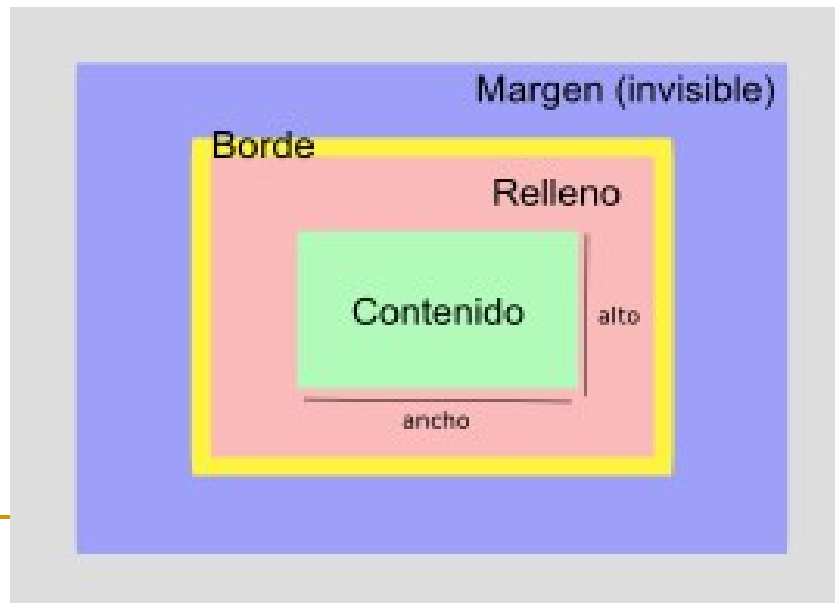 Margen (invisible)
Borde
Relleno
Contenido
alto
ancho